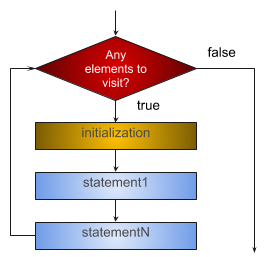 Any
elements to
visit?
false
true
initialization
statement1
statementN